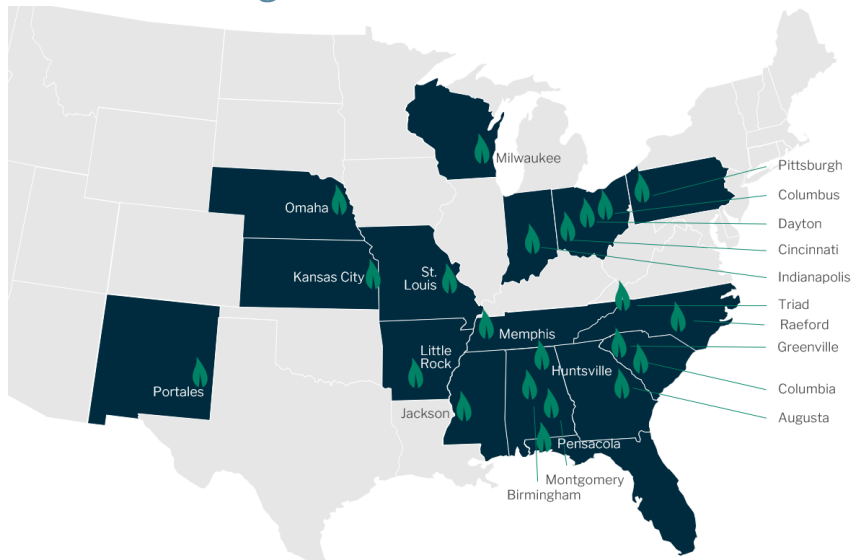 Milwaukee
Pittsburgh
Columbus
Omaha
Dayton
Cincinnati
Kansas City
St.
Louis
Indianapolis
Triad
Raeford
Memphis
Greenville
Little
Rock
Huntsville
Portales
Columbia
Jackson
Augusta
Pensacola
Montgomery
Birmingham